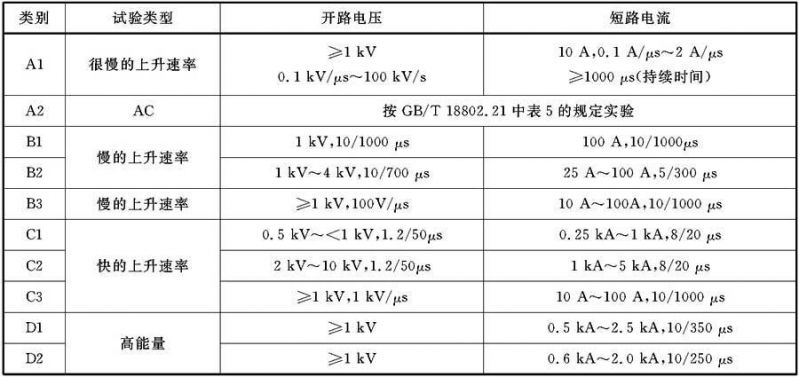 类别 试验类型 开路电压 短路电流
A1 很慢的上升速率 ≥1 kV 10 A,0.1 A/μs~2 A/μs
0.1 kV/μs~100 kV/s ≥1000 μs(持续时间)
A2 AC 按 GB/T 18802.21 中表 5 的规定实验
B1 慢的上升速率 1 kV,10/1000 μs 100 A,10/1000μs
B2 1 kV~4 kV,10/700 μs 25 A~100 A,5/300 μs
B3 慢的上升速率 ≥1 kV,100V/μs 10 A~100A,10/1000 μs
C1 快的上升速率 0.5 kV~<1 kV,1.2/50μs 0.25 kA~1 kA,8/20 μs
C2 2 kV~10 kV,1.2/50μs 1 kA~5 kA,8/20 μs
C3 ≥1 kV,1 kV/μs 10 A~100 A,10/1000 μs
D1 高能量 ≥1 kV 0.5 kA~2.5 kA,10/350 μs
D2 ≥1 kV 0.6 kA~2.0 kA,10/250 μs